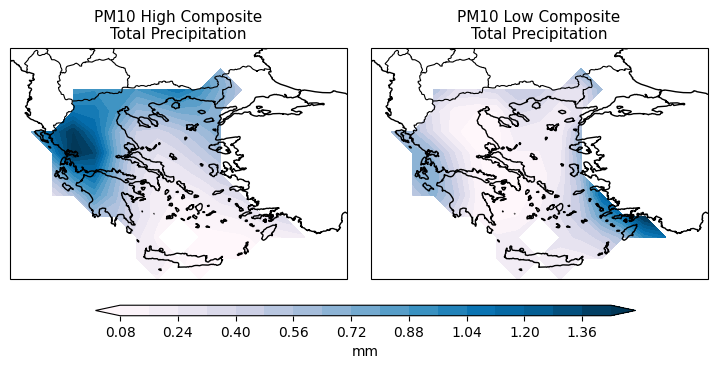 PM10 High Composite
Total Precipitation
PM10 Low Composite
Total Precipitation
0.08 0.24 0.40 0.56 0.72 0.88 1.04 1.20 1.36
mm